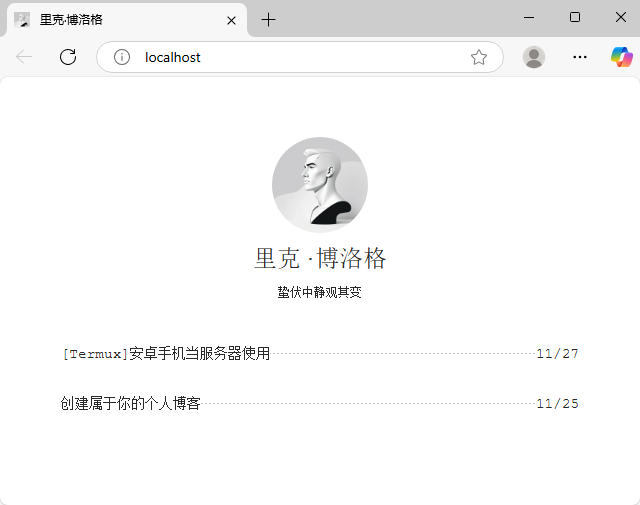 里克·博洛格
localhost
里克 ·博洛格
蛰伏中静观其变
[Termux]安卓手机当服务器使用 11/27
创建属于你的个人博客 11/25